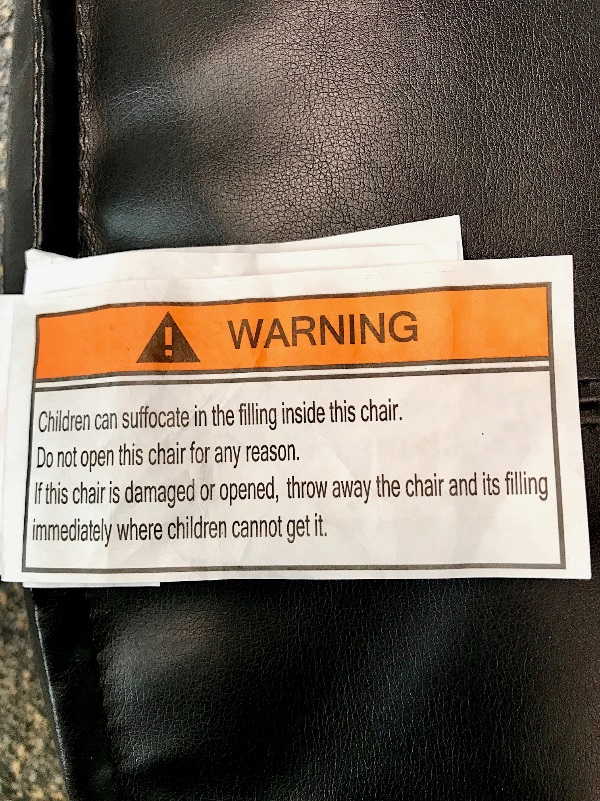 WARNING
Children can suffocate in the filling inside this chair.
Do not open this chair for any reason.
If this chair is damaged or opened, throw away the chair and its filling
immediately where children cannot get it.